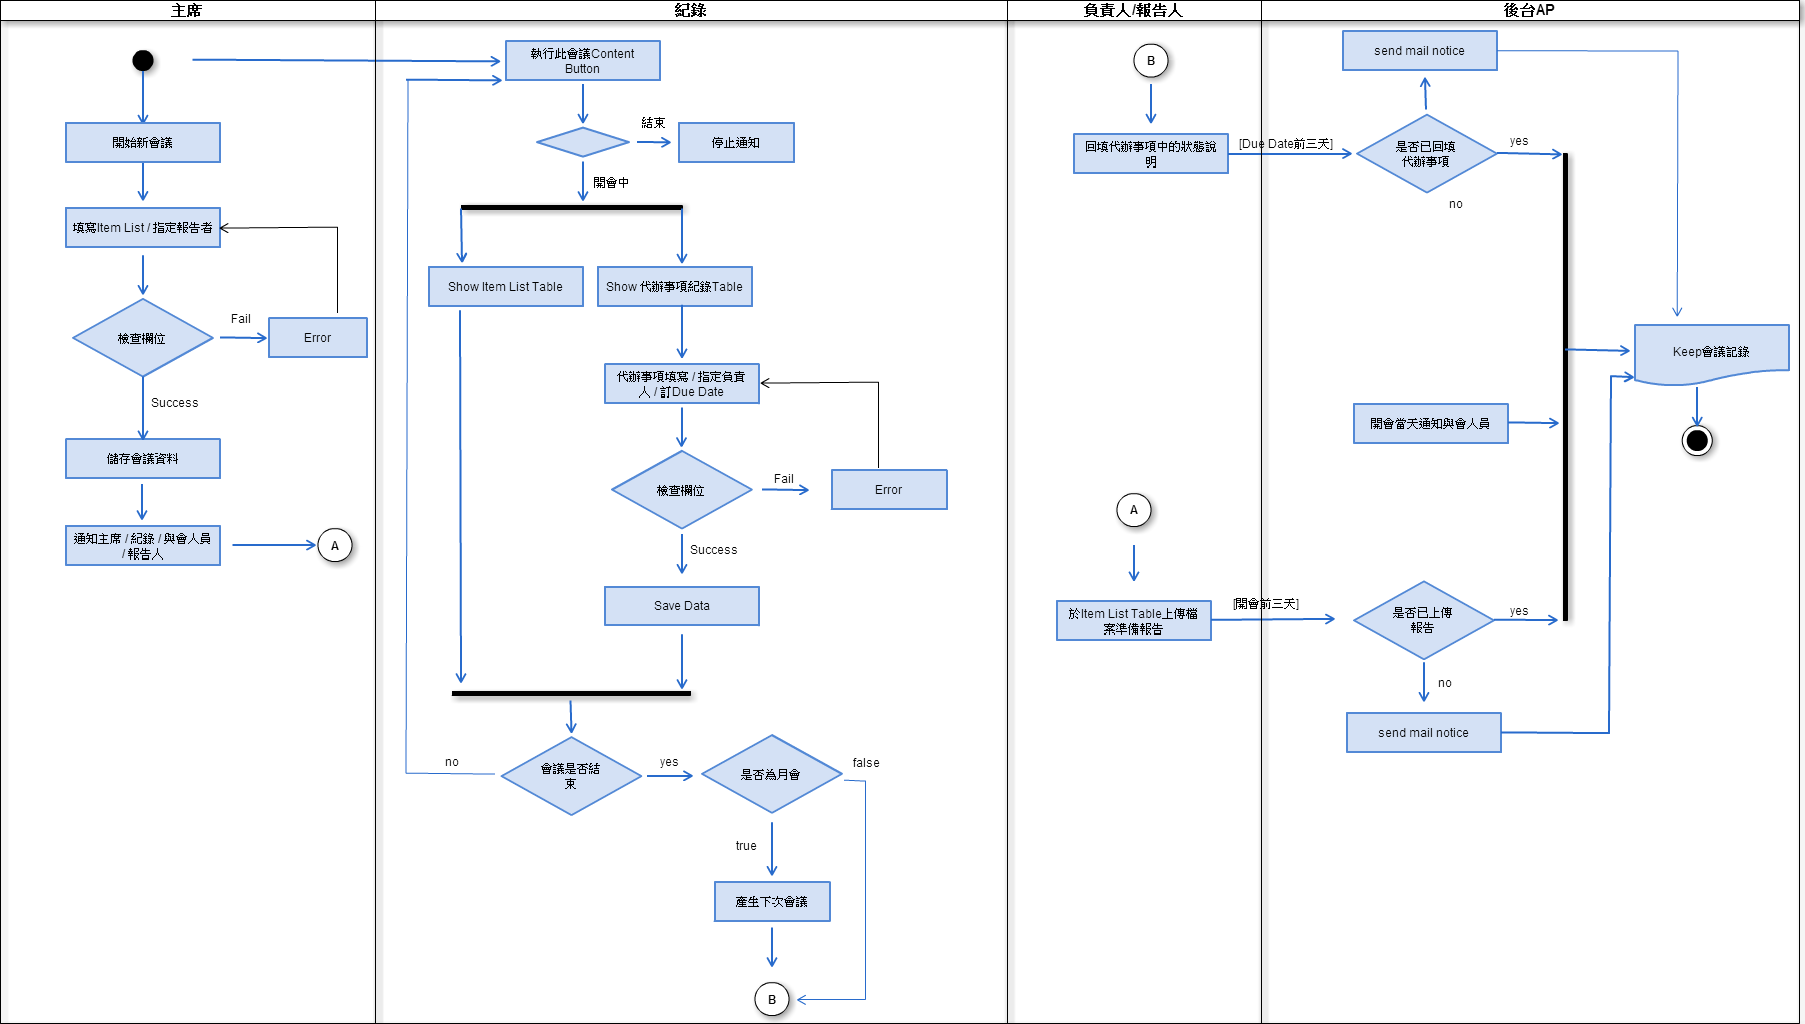 主席
紀錄
負責人/報告人
後台AP
開始新會議
填寫Item List / 指定報告者
檢查欄位
Fail
Error
Success
儲存會議資料
通知主席 / 紀錄 / 與會人員
/ 報告人
A
執行此會議Content
Button
結束
停止通知
開會中
Show Item List Table
Show 代辦事項紀錄Table
代辦事項填寫 / 指定負責
人 / 訂Due Date
檢查欄位
Fail
Error
Success
Save Data
會議是否結
束
no
yes
是否為月會
false
true
產生下次會議
B
B
回填代辦事項中的狀態說
明
[Due Date前三天]
A
於Item List Table上傳檔
案準備報告
[開會前三天]
send mail notice
是否已回填
代辦事項
yes
no
Keep會議記錄
開會當天通知與會人員
是否已上傳
報告
yes
no
send mail notice